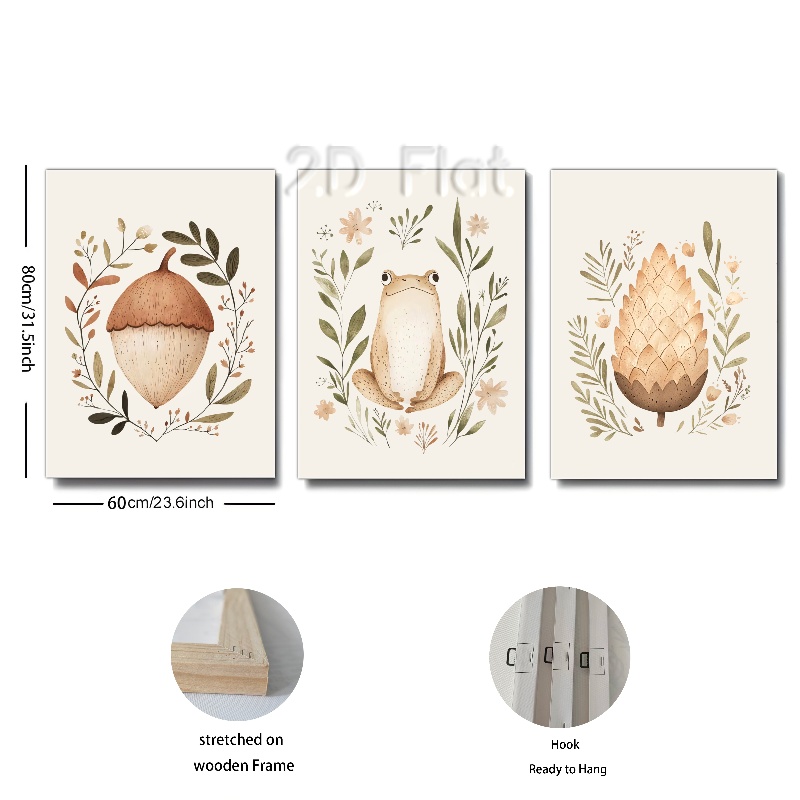 2D Flat
80cm/31.5inch
60cm/23.6inch
stretched on
wooden Frame
Hook
Ready to Hang